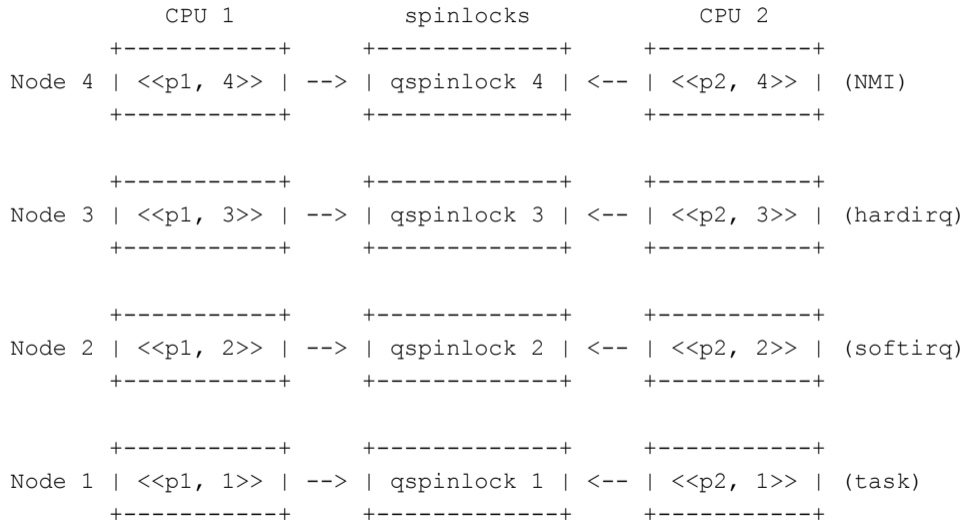 CPU 1 spinlocks CPU 2
+-----------+ +-------------+ +-----------+
Node 4 | <<p1, 4>> | --> | qspinlock 4 | <-- | <<p2, 4>> | (NMI)
+-----------+ +-------------+ +-----------+
+-----------+ +-------------+ +-----------+
Node 3 | <<p1, 3>> | --> | qspinlock 3 | <-- | <<p2, 3>> | (hardirq)
+-----------+ +-------------+ +-----------+
+-----------+ +-------------+ +-----------+
Node 2 | <<p1, 2>> | --> | qspinlock 2 | <-- | <<p2, 2>> | (softirq)
+-----------+ +-------------+ +-----------+
+-----------+ +-------------+ +-----------+
Node 1 | <<p1, 1>> | --> | qspinlock 1 | <-- | <<p2, 1>> | (task)
+-----------+ +-------------+ +-----------+